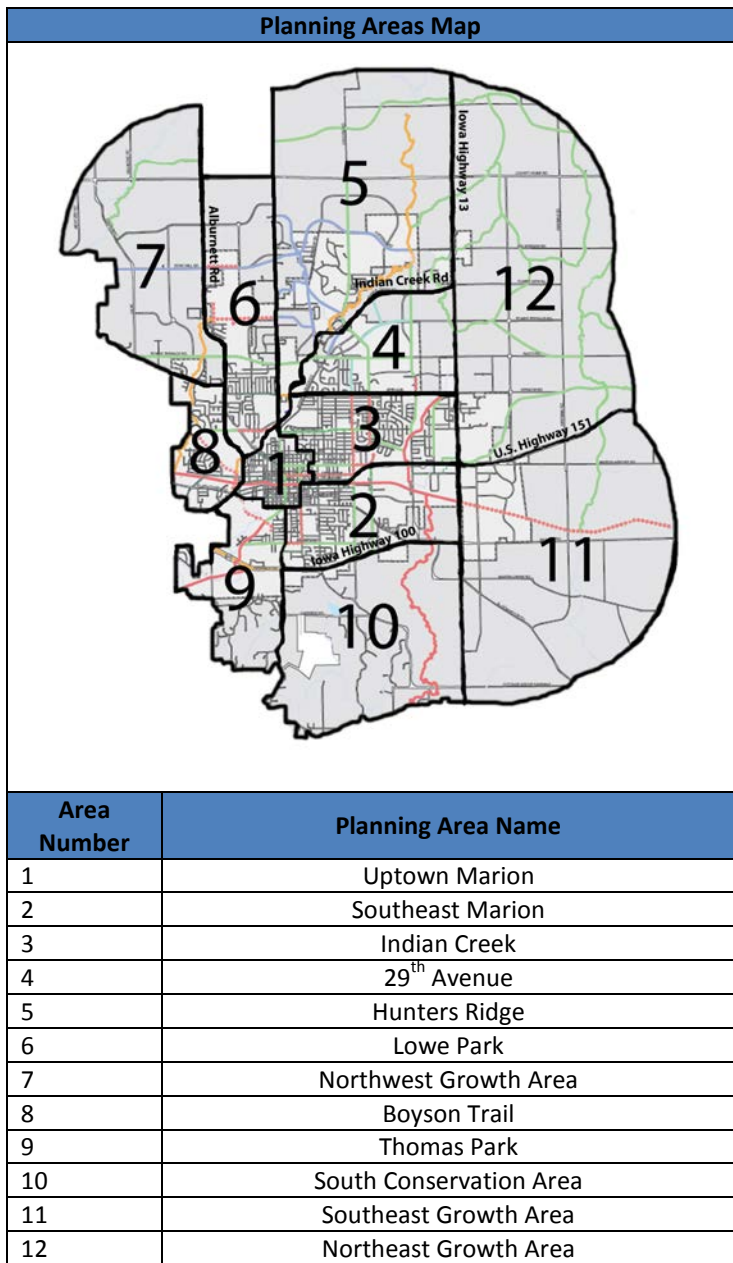 Planning Areas Map
5
Iowa Highway 13
7
Alburnett Rd
6
Indian Creek Rd
12
4
3
U.S. Highway 151
8
1
2
Iowa Highway 100
11
9
10
Area Number Planning Area Name
1 Uptown Marion
2 Southeast Marion
3 Indian Creek
4 29th Avenue
5 Hunters Ridge
6 Lowe Park
7 Northwest Growth Area
8 Boyson Trail
9 Thomas Park
10 South Conservation Area
11 Southeast Growth Area
12 Northeast Growth Area